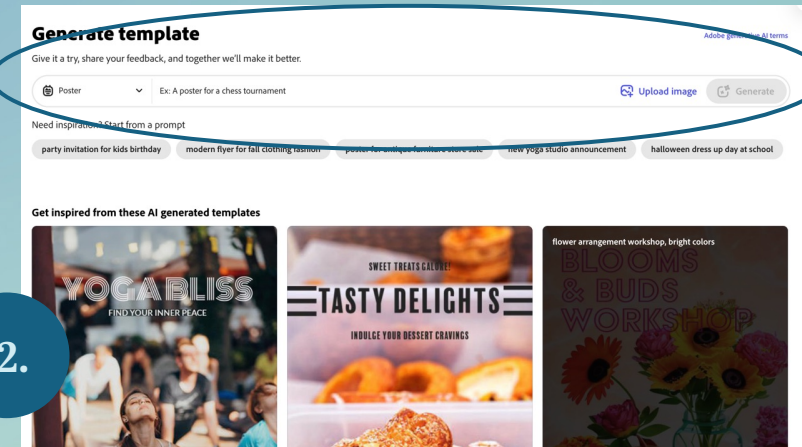 Generate template
Adobe generative AI terms
Give it a try, share your feedback, and together we'll make it better.
Poster
Ex: A poster for a chess tournament
Upload image
Generate
Need inspiration? Start from a prompt
party invitation for kids birthday
modern flyer for fall clothing fashion
poster for antique furniture store sale
new yoga studio announcement
halloween dress up day at school
Get inspired from these AI generated templates
YOGA BLISS
FIND YOUR INNER PEACE
SWEET TREATS GALORE!
TASTY DELIGHTS
INDULGE YOUR DESSERT CRAVINGS
flower arrangement workshop, bright colors
BLOOMS
& BUDS
WORKSHOP
2.